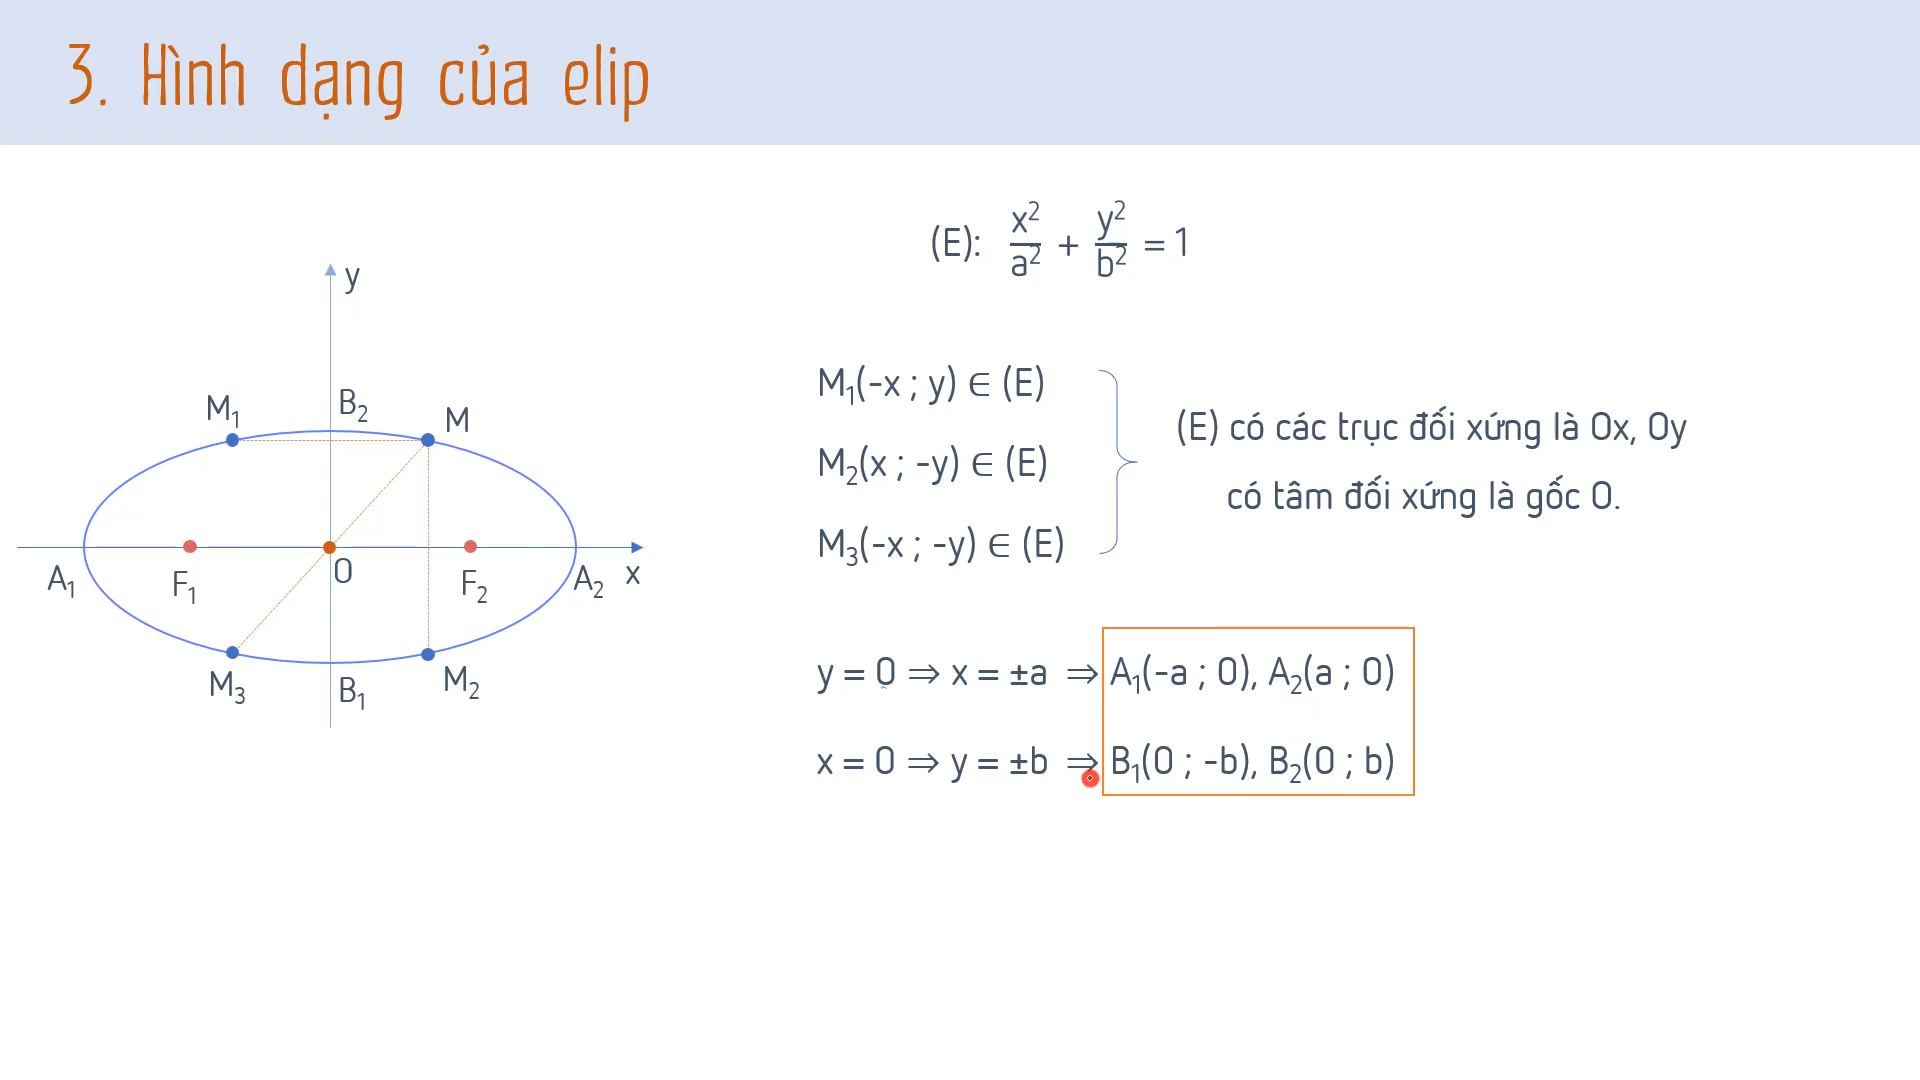 3. Hình dạng của elip
(E): x²/a² + y²/b² = 1
y
M₁ B₂ M
A₁ F₁ O F₂ A₂ x
M₃ B₁ M₂
M₁(-x ; y) ∈ (E)
M₂(x ; -y) ∈ (E)
M₃(-x ; -y) ∈ (E)
(E) có các trục đối xứng là Ox, Oy
có tâm đối xứng là gốc O.
y = 0 ⇒ x = ±a ⇒ A₁(-a ; 0), A₂(a ; 0)
x = 0 ⇒ y = ±b ⇒ B₁(0 ; -b), B₂(0 ; b)